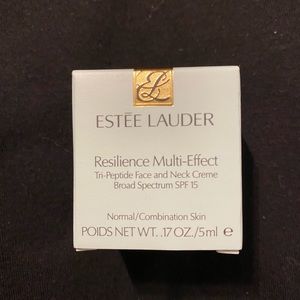 EL
ESTĒE LAUDER
Resilience Multi-Effect
Tri-Peptide Face and Neck Creme
Broad Spectrum SPF 15
Normal/Combination Skin
POIDS NET WT. .17 OZ./5ml ℮